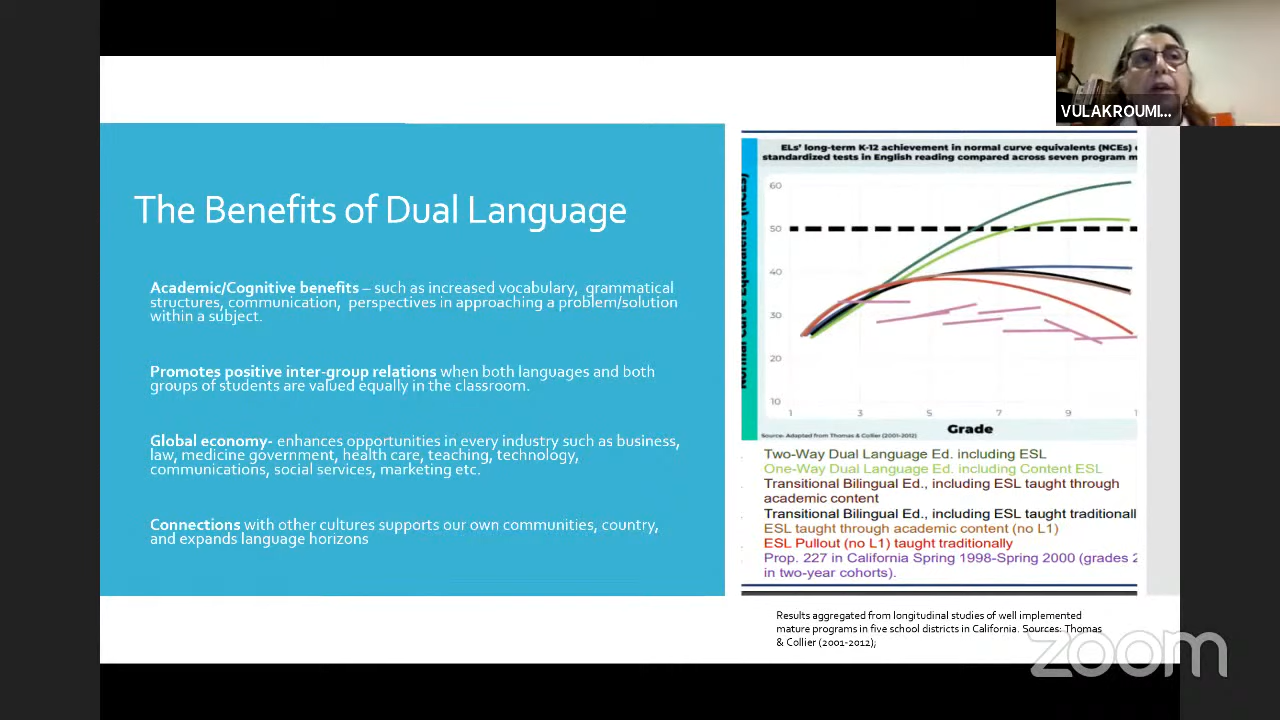 VULAKROUMI...
The Benefits of Dual Language
Academic/Cognitive benefits – such as increased vocabulary, grammatical
structures, communication, perspectives in approaching a problem/solution
within a subject.
Promotes positive inter-group relations when both languages and both
groups of students are valued equally in the classroom.
Global economy- enhances opportunities in every industry such as business,
law, medicine government, health care, teaching, technology,
communications, social services, marketing etc.
Connections with other cultures supports our own communities, country,
and expands language horizons
ELs' long-term K-12 achievement in normal curve equivalents (NCEs)
standardized tests in English reading compared across seven program
Normal Curve Equivalents (NCEs)
60
50
40
30
20
10
1 3 5 7 9 1
Grade
Source: Adapted from Thomas & Collier (2001-2012)
Two-Way Dual Language Ed. including ESL
One-Way Dual Language Ed. including Content ESL
Transitional Bilingual Ed., including ESL taught through
academic content
Transitional Bilingual Ed., including ESL taught traditionall
ESL taught through academic content (no L1)
ESL Pullout (no L1) taught traditionally
Prop. 227 in California Spring 1998-Spring 2000 (grades 2
in two-year cohorts).
Results aggregated from longitudinal studies of well implemented
mature programs in five school districts in California. Sources: Thomas
& Collier (2001-2012);
zoom